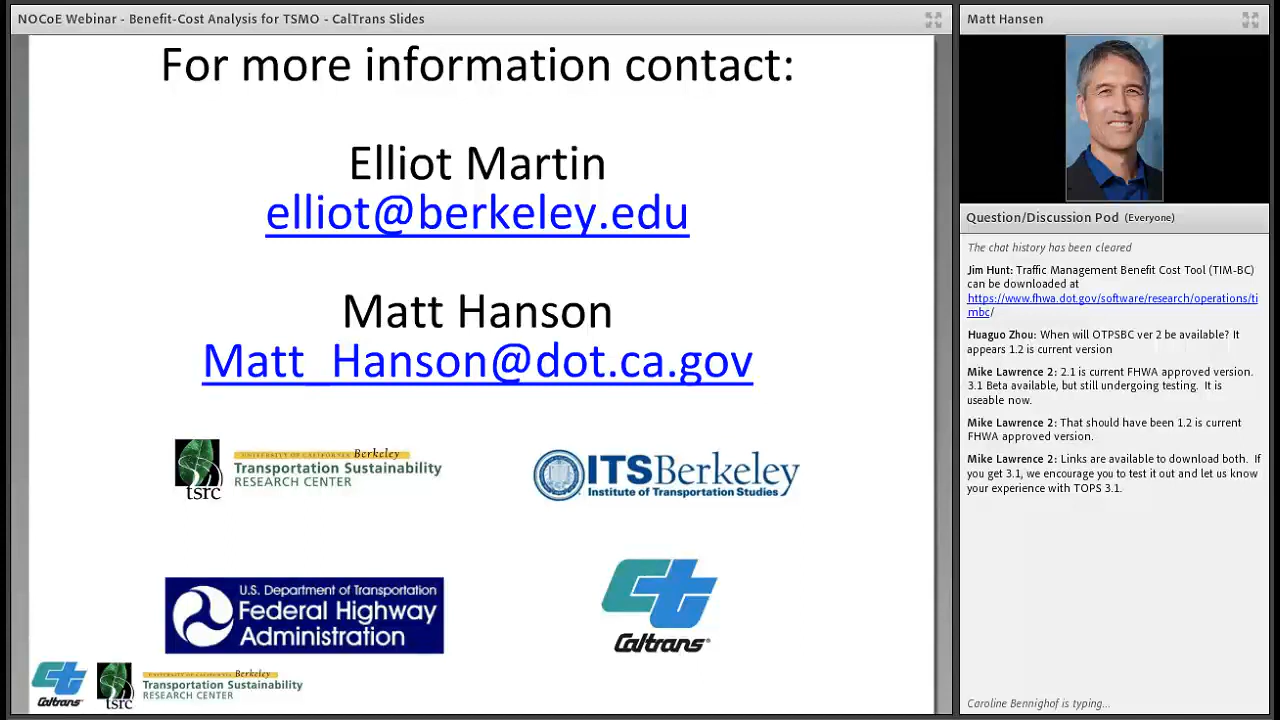 NOCoE Webinar - Benefit-Cost Analysis for TSMO - CalTrans Slides
For more information contact:
Elliot Martin
elliot@berkeley.edu
Matt Hanson
Matt_Hanson@dot.ca.gov
UNIVERSITY OF CALIFORNIA Berkeley
Transportation Sustainability
RESEARCH CENTER
tsrc
ITSBerkeley
Institute of Transportation Studies
U.S. Department of Transportation
Federal Highway
Administration
Caltrans
Caltrans
tsrc
UNIVERSITY OF CALIFORNIA Berkeley
Transportation Sustainability
RESEARCH CENTER
Matt Hansen
Question/Discussion Pod (Everyone)
The chat history has been cleared
Jim Hunt: Traffic Management Benefit Cost Tool (TIM-BC)
can be downloaded at
https://www.fhwa.dot.gov/software/research/operations/ti
mbc/
Huaguo Zhou: When will OTPSBC ver 2 be available? It
appears 1.2 is current version
Mike Lawrence 2: 2.1 is current FHWA approved version.
3.1 Beta available, but still undergoing testing. It is
useable now.
Mike Lawrence 2: That should have been 1.2 is current
FHWA approved version.
Mike Lawrence 2: Links are available to download both. If
you get 3.1, we encourage you to test it out and let us know
your experience with TOPS 3.1.
Caroline Bennighof is typing...